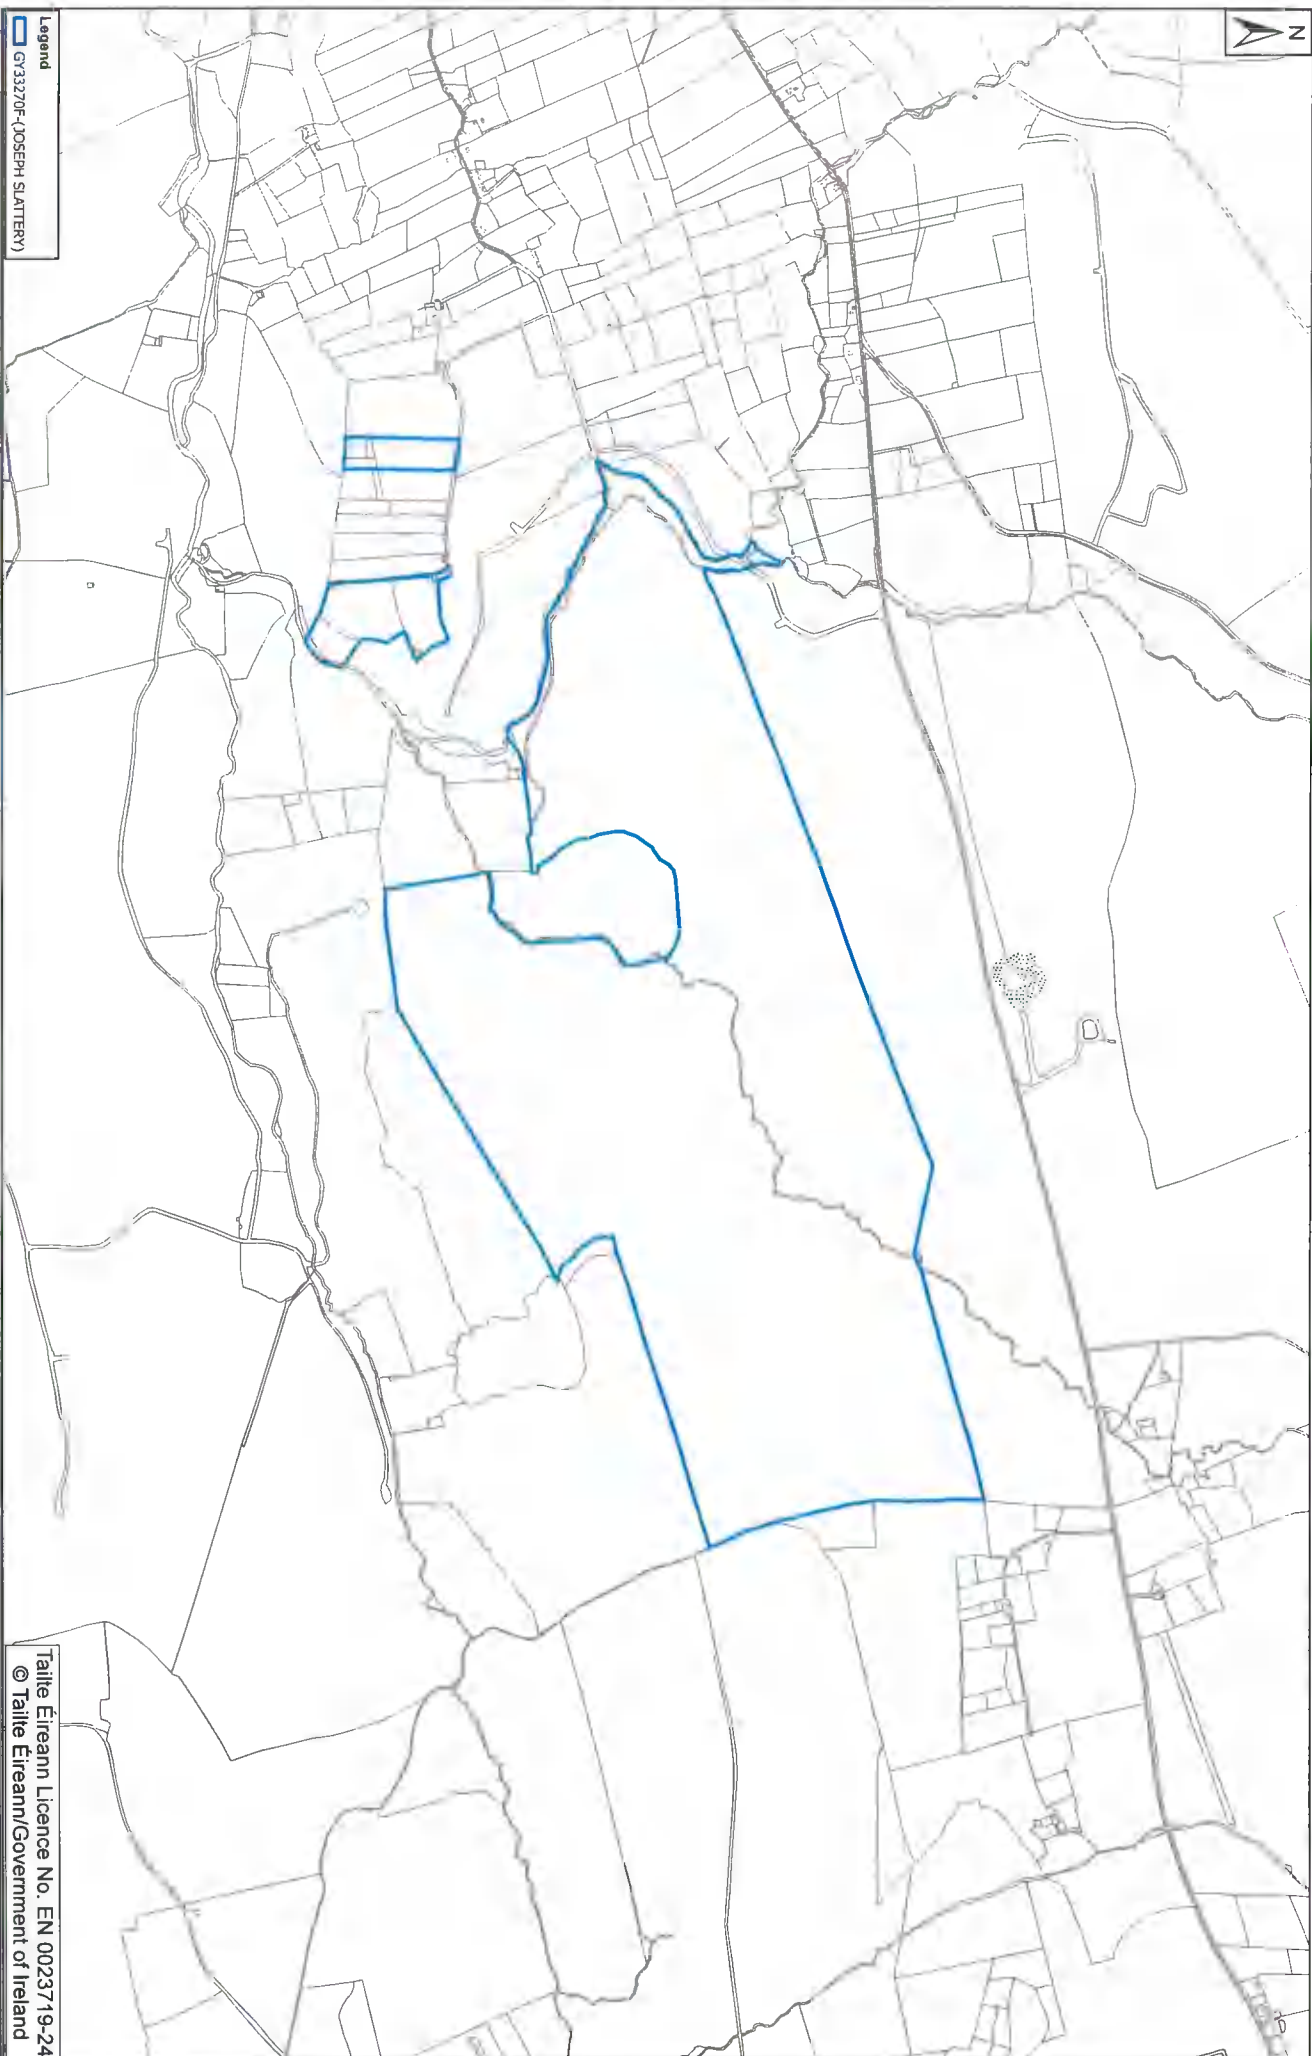 N
Legend
GY33270F-(JOSEPH SLATTERY)
Tailte Éireann Licence No. EN 0023719-24
© Tailte Éireann/Government of Ireland